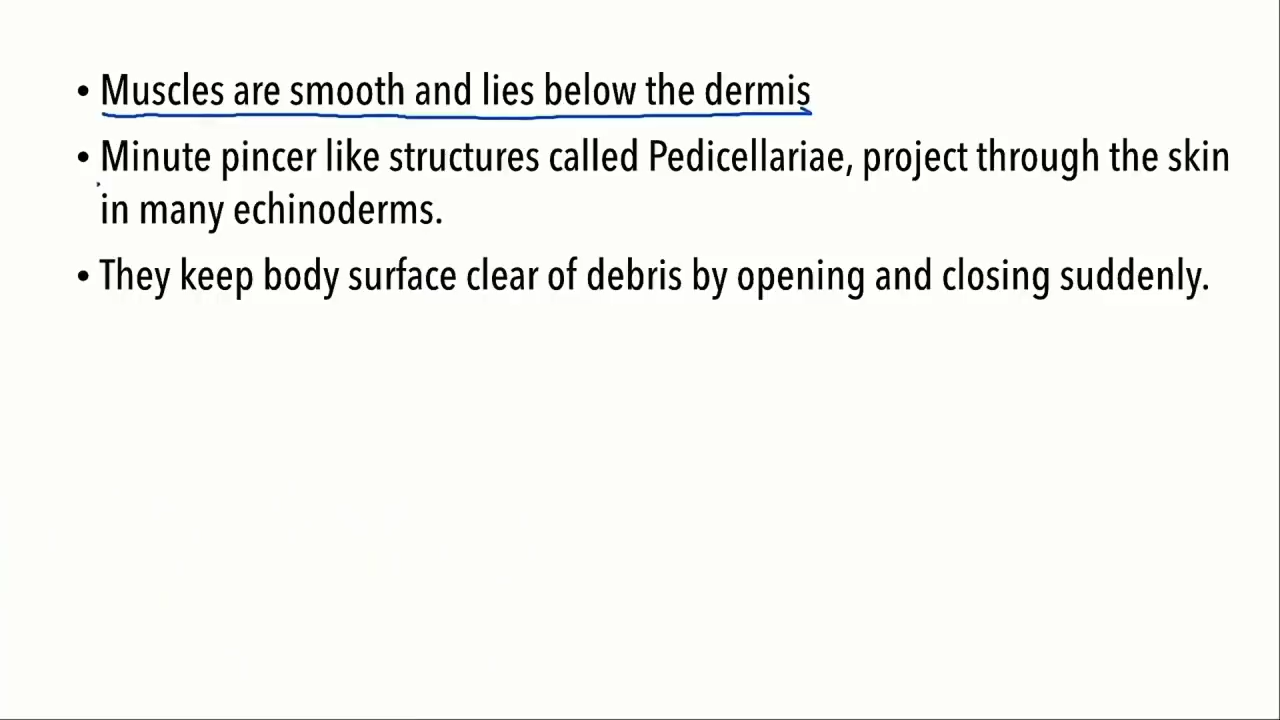 • Muscles are smooth and lies below the dermis
• Minute pincer like structures called Pedicellariae, project through the skin
in many echinoderms.
• They keep body surface clear of debris by opening and closing suddenly.